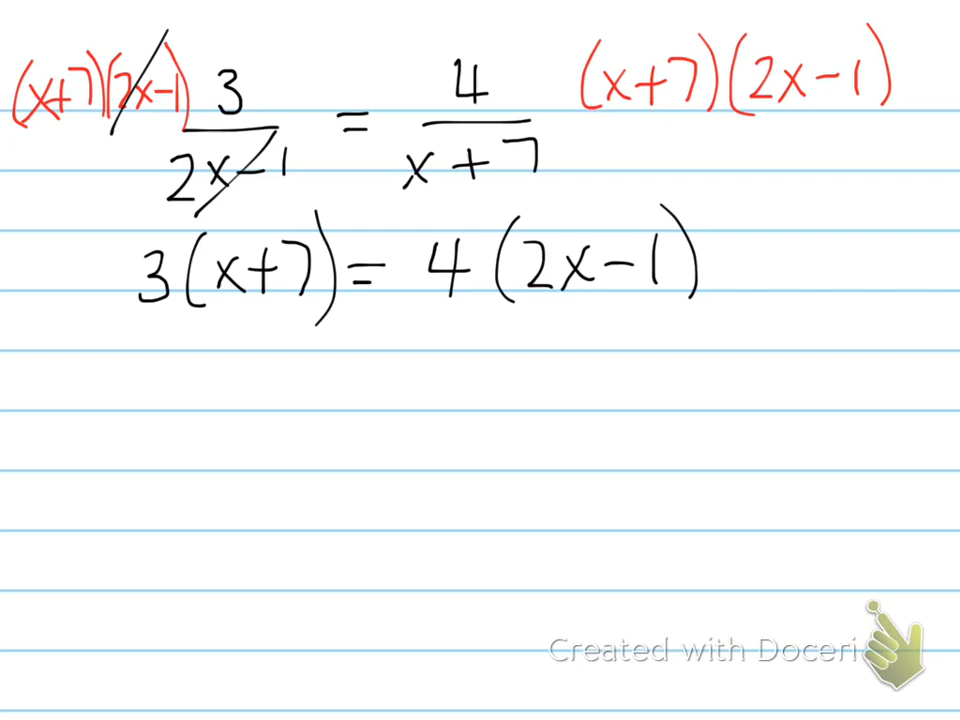 (x+7)(2x-1) 3/(2x-1) = 4/(x+7) (x+7)(2x-1)
3(x+7) = 4(2x-1)
Created with Doceri